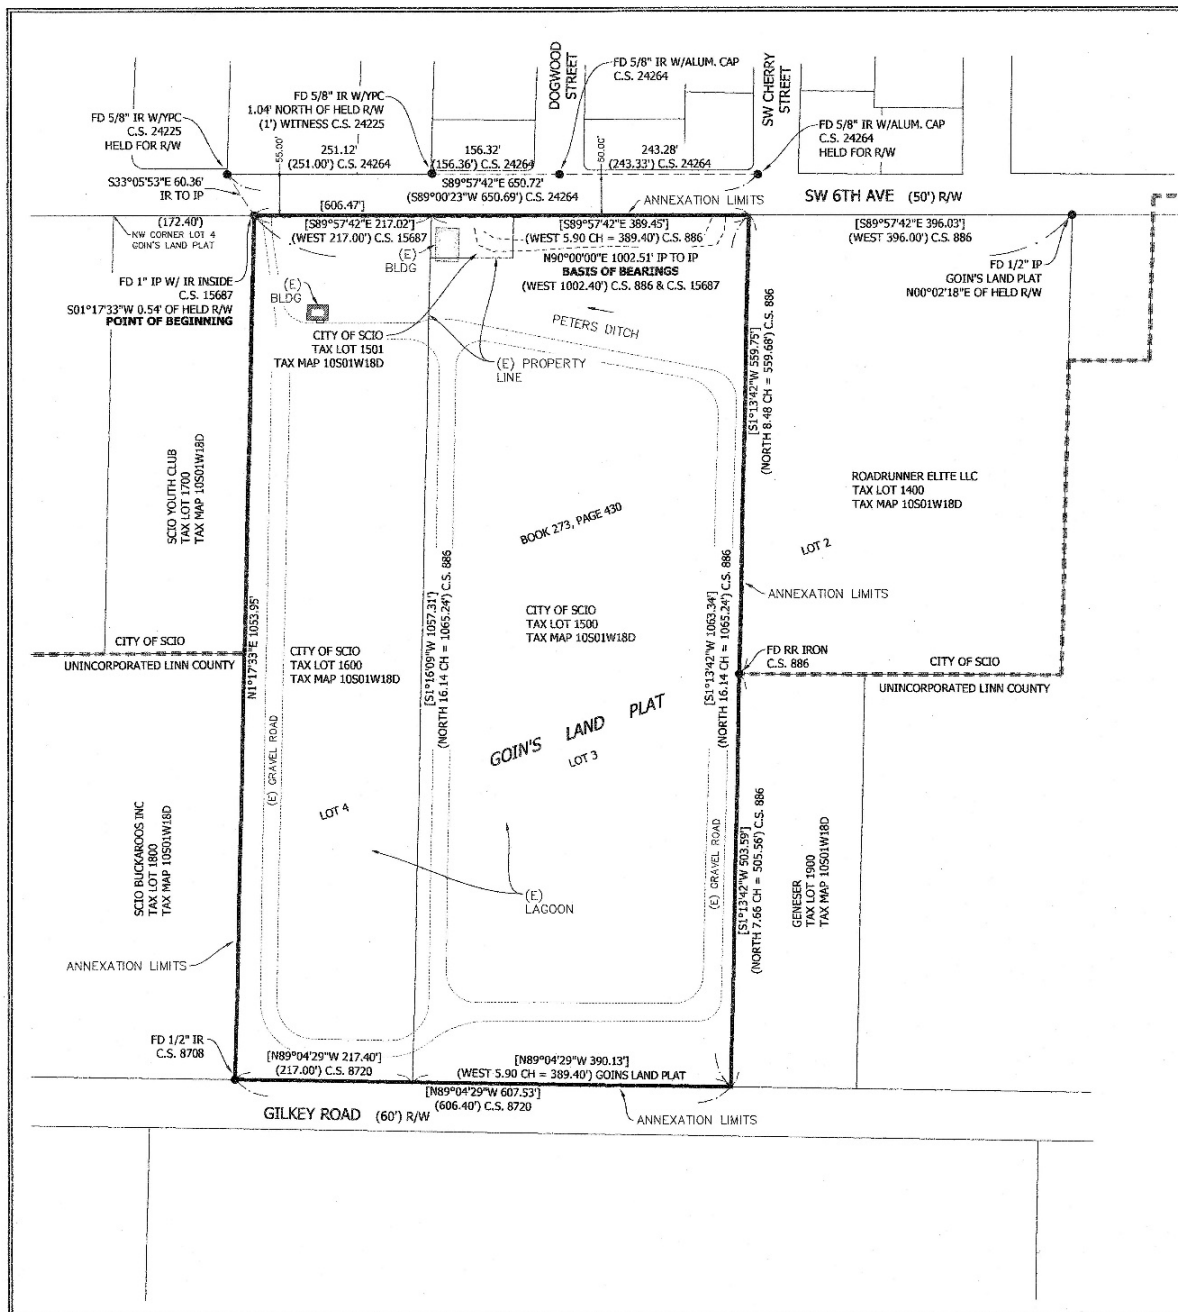 DOGWOOD
STREET
SW CHERRY
STREET
FD 5/8" IR W/ALUM. CAP
C.S. 24264
FD 5/8" IR W/YPC
1.04' NORTH OF HELD R/W
(1') WITNESS C.S. 24225
FD 5/8" IR W/YPC
C.S. 24225
HELD FOR R/W
FD 5/8" IR W/ALUM. CAP
C.S. 24264
HELD FOR R/W
55.00'
50.00'
251.12'
(251.00') C.S. 24264
156.32'
(156.36') C.S. 24264
243.28'
(243.33') C.S. 24264
S33°05'53"E 60.36'
IR TO IP
S89°57'42"E 650.72'
(S89°00'23"W 650.69') C.S. 24264
SW 6TH AVE (50') R/W
ANNEXATION LIMITS
[606.47']
(172.40')
NW CORNER LOT 4
GOIN'S LAND PLAT
[S89°57'42"E 217.02']
(WEST 217.00') C.S. 15687
[S89°57'42"E 389.45']
(WEST 5.90 CH = 389.40') C.S. 886
[S89°57'42"E 396.03']
(WEST 396.00') C.S. 886
N90°00'00"E 1002.51' IP TO IP
BASIS OF BEARINGS
(WEST 1002.40') C.S. 886 & C.S. 15687
FD 1/2" IP
GOIN'S LAND PLAT
N00°02'18"E OF HELD R/W
FD 1" IP W/ IR INSIDE
C.S. 15687
S01°17'33"W 0.54' OF HELD R/W
POINT OF BEGINNING
(E)
BLDG
(E)
BLDG
PETERS DITCH
CITY OF SCIO
TAX LOT 1501
TAX MAP 10S01W18D
(E) PROPERTY
LINE
[S1°13'42"W 559.75']
(NORTH 8.48 CH = 559.68') C.S. 886
SCIO YOUTH CLUB
TAX LOT 1700
TAX MAP 10S01W18D
ROADRUNNER ELITE LLC
TAX LOT 1400
TAX MAP 10S01W18D
BOOK 273, PAGE 430
LOT 2
ANNEXATION LIMITS
N1°17'33"E 1053.95'
[S1°16'09"W 1057.31']
(NORTH 16.14 CH = 1065.24') C.S. 886
[S1°13'42"W 1063.34']
(NORTH 16.14 CH = 1065.24') C.S. 886
CITY OF SCIO
TAX LOT 1500
TAX MAP 10S01W18D
CITY OF SCIO
UNINCORPORATED LINN COUNTY
CITY OF SCIO
TAX LOT 1600
TAX MAP 10S01W18D
FD RR IRON
C.S. 886
CITY OF SCIO
UNINCORPORATED LINN COUNTY
GOIN'S LAND PLAT
LOT 3
LOT 4
(E) GRAVEL ROAD
(E) GRAVEL ROAD
[S1°13'42"W 503.59']
(NORTH 7.66 CH = 505.56') C.S. 886
SCIO BUCKAROOS INC
TAX LOT 1800
TAX MAP 10S01W18D
GENESER
TAX LOT 1900
TAX MAP 10S01W18D
(E)
LAGOON
ANNEXATION LIMITS
FD 1/2" IR
C.S. 8708
[N89°04'29"W 217.40']
(217.00') C.S. 8720
[N89°04'29"W 390.13']
(WEST 5.90 CH = 389.40') GOINS LAND PLAT
[N89°04'29"W 607.53']
(606.40') C.S. 8720
GILKEY ROAD (60') R/W
ANNEXATION LIMITS